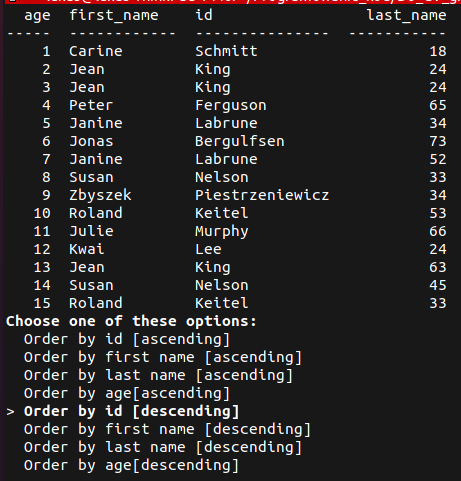 age first_name id last_name
----- ------------ --------------- -----------
1 Carine Schmitt 18
2 Jean King 24
3 Jean King 24
4 Peter Ferguson 65
5 Janine Labrune 34
6 Jonas Bergulfsen 73
7 Janine Labrune 52
8 Susan Nelson 33
9 Zbyszek Piestrzeniewicz 34
10 Roland Keitel 53
11 Julie Murphy 66
12 Kwai Lee 24
13 Jean King 63
14 Susan Nelson 45
15 Roland Keitel 33
Choose one of these options:
Order by id [ascending]
Order by first name [ascending]
Order by last name [ascending]
Order by age[ascending]
> Order by id [descending]
Order by first name [descending]
Order by last name [descending]
Order by age[descending]